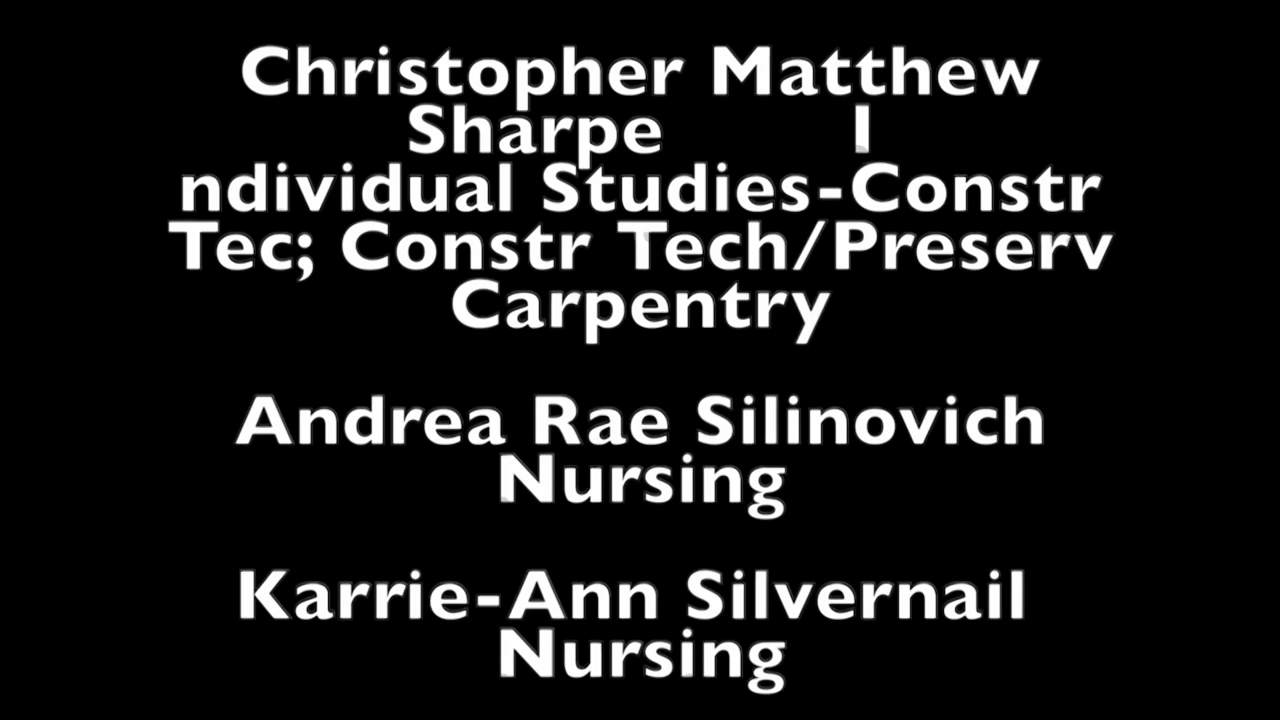 Christopher Matthew
Sharpe I
ndividual Studies-Constr
Tec; Constr Tech/Preserv
Carpentry
Andrea Rae Silinovich
Nursing
Karrie-Ann Silvernail
Nursing